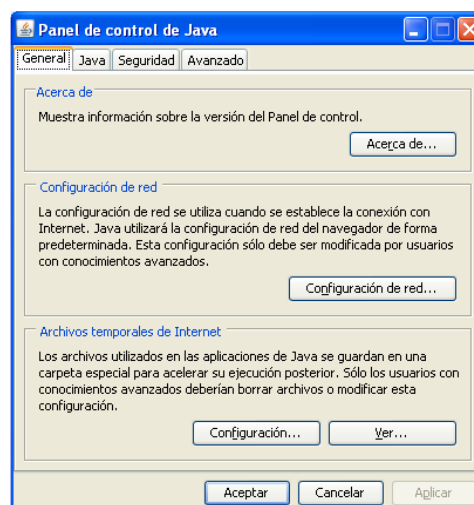 Panel de control de Java
General Java Seguridad Avanzado
Acerca de
Muestra información sobre la versión del Panel de control.
Acerca de...
Configuración de red
La configuración de red se utiliza cuando se establece la conexión con
Internet. Java utilizará la configuración de red del navegador de forma
predeterminada. Esta configuración sólo debe ser modificada por usuarios
con conocimientos avanzados.
Configuración de red...
Archivos temporales de Internet
Los archivos utilizados en las aplicaciones de Java se guardan en una
carpeta especial para acelerar su ejecución posterior. Sólo los usuarios con
conocimientos avanzados deberían borrar archivos o modificar esta
configuración.
Configuración... Ver...
Aceptar Cancelar Aplicar